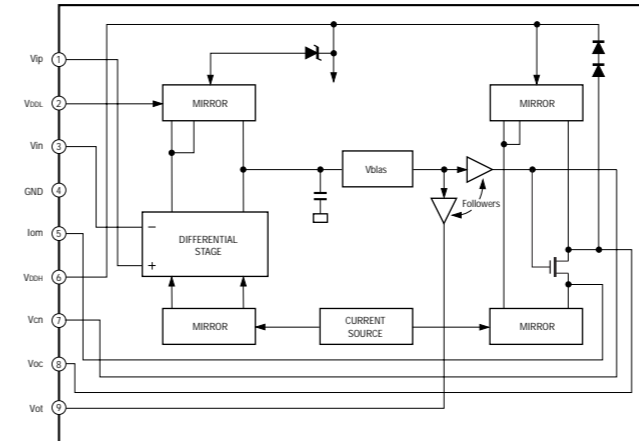 Vip 1
VDDL 2
Vin 3
GND 4
Iom 5
VDDH 6
Vcn 7
Voc 8
Vot 9
MIRROR
MIRROR
Vblas
Followers
−
DIFFERENTIAL
STAGE
+
MIRROR
CURRENT
SOURCE
MIRROR